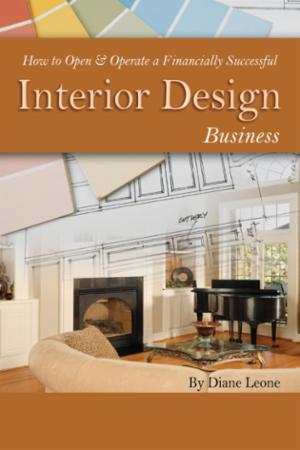 How to Open & Operate a Financially Successful
Interior Design
Business
By Diane Leone